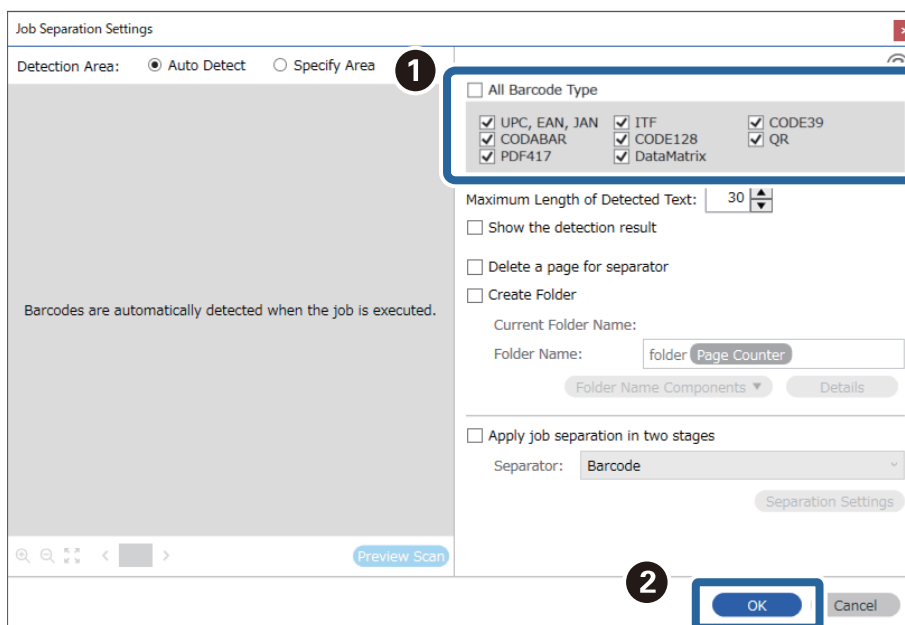 Job Separation Settings
Detection Area: Auto Detect Specify Area
1
All Barcode Type
UPC, EAN, JAN ITF CODE39
CODABAR CODE128 QR
PDF417 DataMatrix
Maximum Length of Detected Text: 30
Show the detection result
Delete a page for separator
Create Folder
Barcodes are automatically detected when the job is executed.
Current Folder Name:
Folder Name: folder Page Counter
Folder Name Components Details
Apply job separation in two stages
Separator: Barcode
Separation Settings
Preview Scan
2
OK Cancel